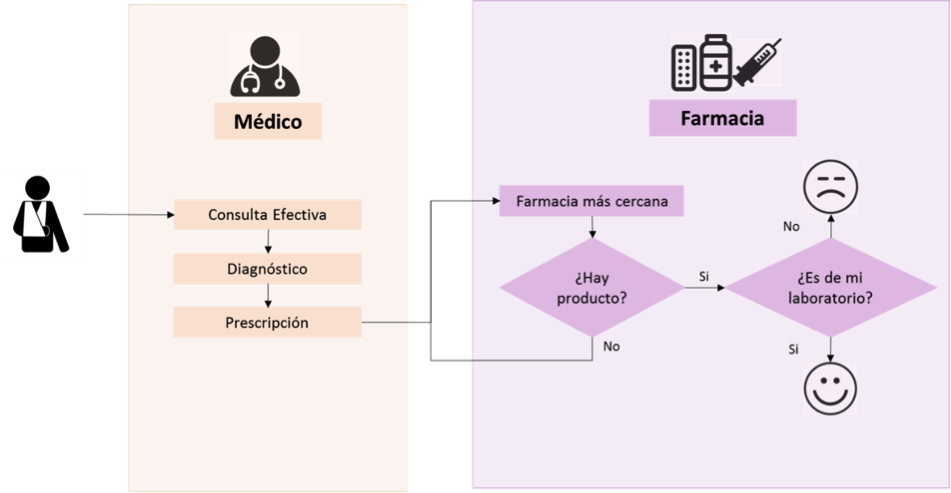 Médico
Farmacia
Consulta Efectiva
Diagnóstico
Prescripción
Farmacia más cercana
¿Hay
producto?
Si
No
¿Es de mi
laboratorio?
No
Si